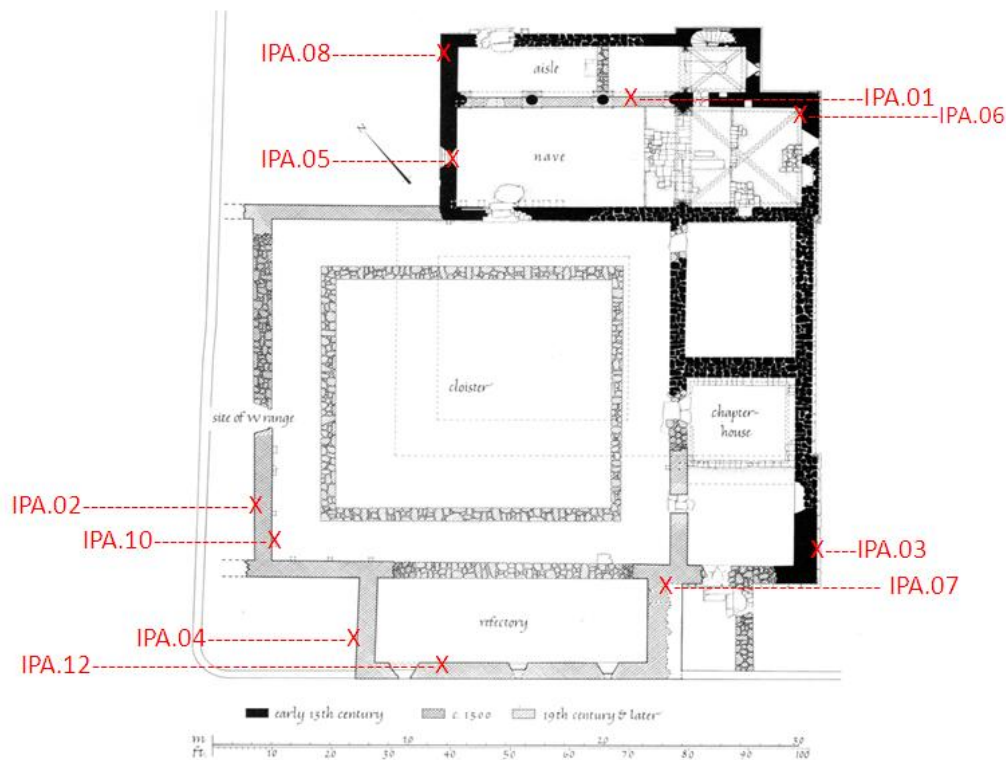 IPA.08
aisle
IPA.01
IPA.06
N
IPA.05
nave
cloister
chapter-
house
site of W range
IPA.02
IPA.10
IPA.03
IPA.07
refectory
IPA.04
IPA.12
early 13th century c. 1500 19th century & later
m 10 20 30
ft. 10 20 30 40 50 60 70 80 90 100